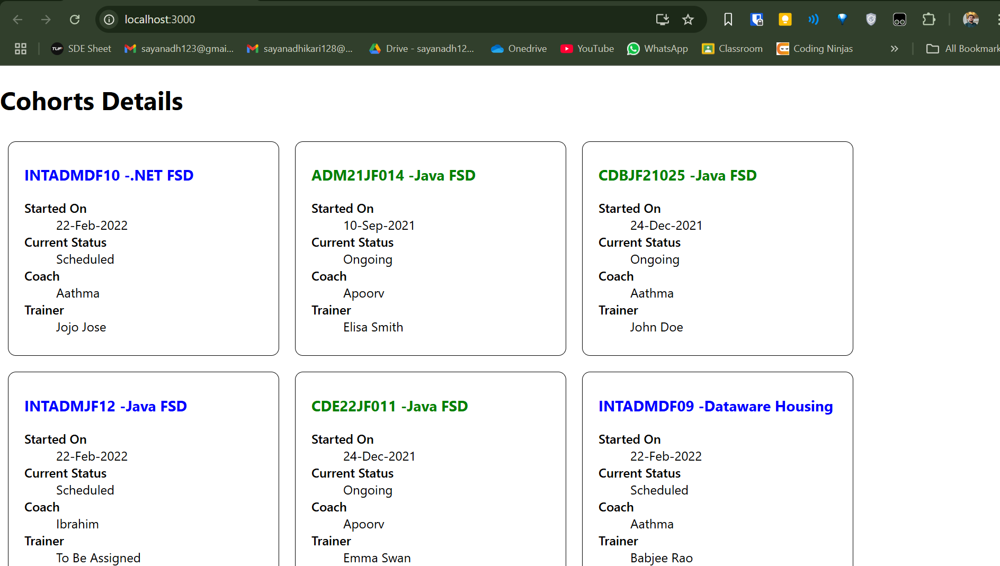 localhost:3000
SDE Sheet
sayanadh123@gmai...
sayanadhikari128@...
Drive - sayanadh12...
Onedrive
YouTube
WhatsApp
Classroom
Coding Ninjas
All Bookmark
Cohorts Details
INTADMDF10 -.NET FSD
Started On
22-Feb-2022
Current Status
Scheduled
Coach
Aathma
Trainer
Jojo Jose
ADM21JF014 -Java FSD
Started On
10-Sep-2021
Current Status
Ongoing
Coach
Apoorv
Trainer
Elisa Smith
CDBJF21025 -Java FSD
Started On
24-Dec-2021
Current Status
Ongoing
Coach
Aathma
Trainer
John Doe
INTADMJF12 -Java FSD
Started On
22-Feb-2022
Current Status
Scheduled
Coach
Ibrahim
Trainer
To Be Assigned
CDE22JF011 -Java FSD
Started On
24-Dec-2021
Current Status
Ongoing
Coach
Apoorv
Trainer
Emma Swan
INTADMDF09 -Dataware Housing
Started On
22-Feb-2022
Current Status
Scheduled
Coach
Aathma
Trainer
Babjee Rao